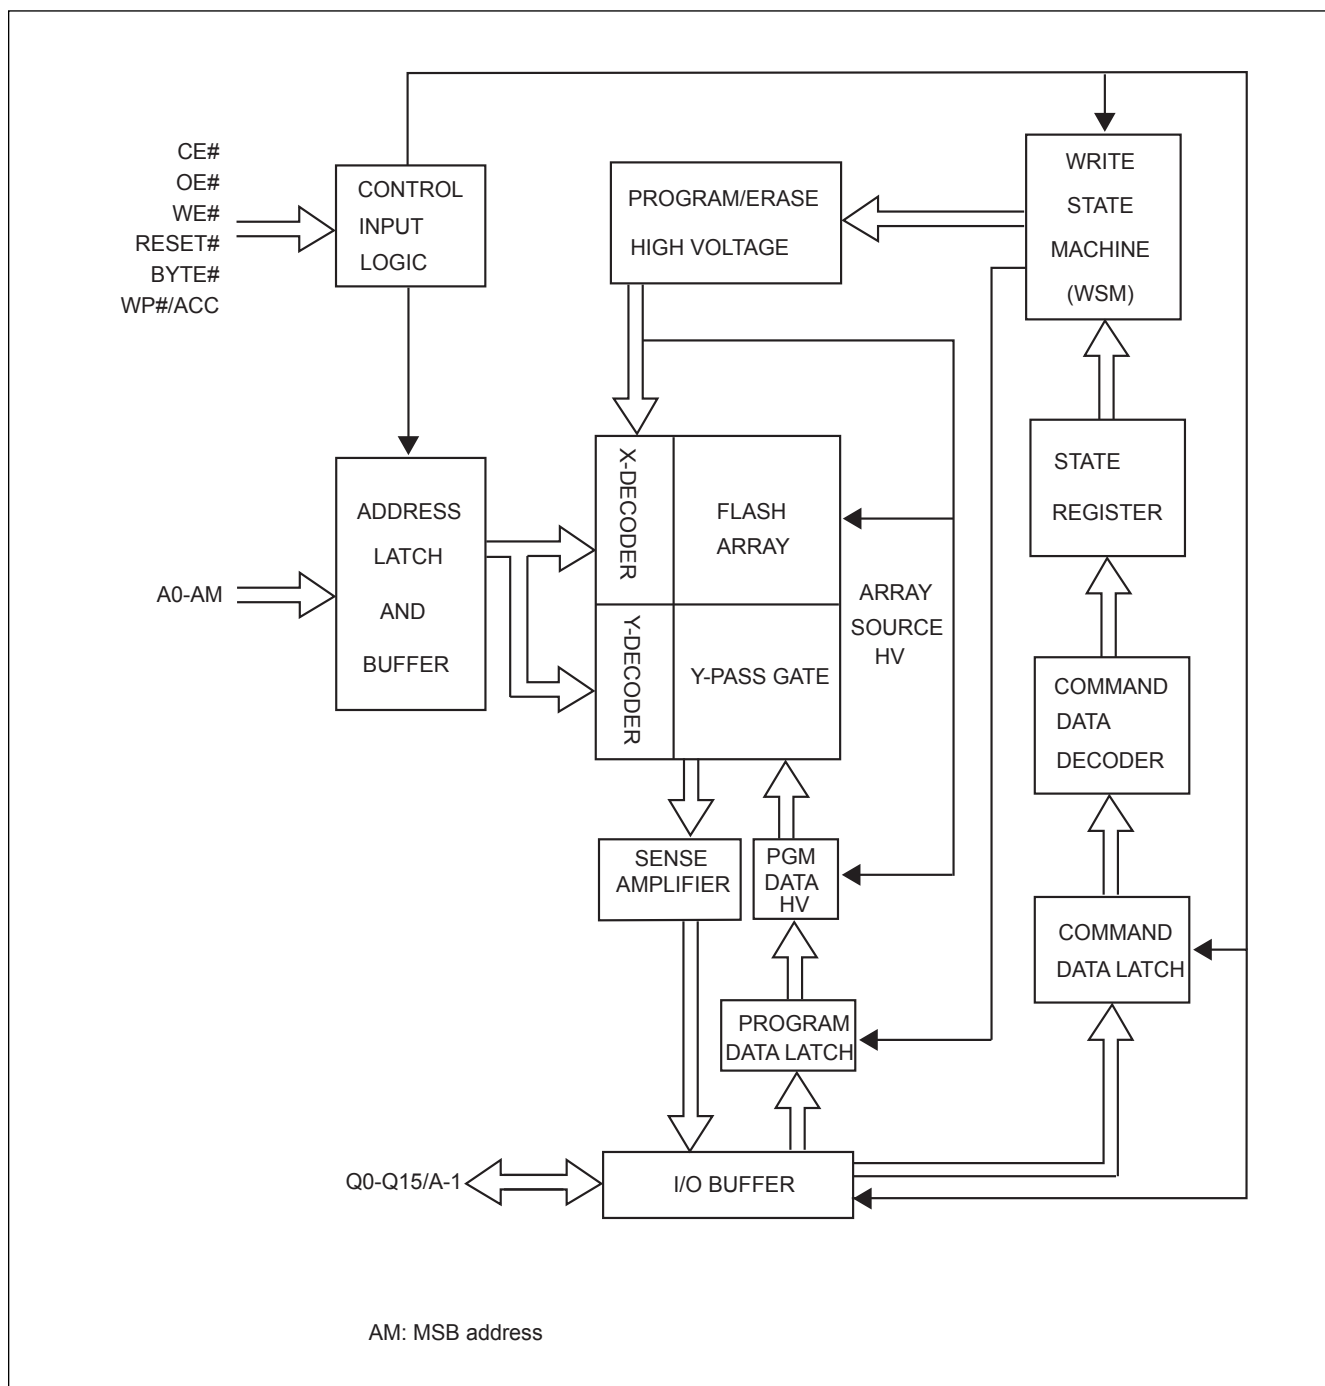 CE#
OE#
WE#
RESET#
BYTE#
WP#/ACC
CONTROL
INPUT
LOGIC
PROGRAM/ERASE
HIGH VOLTAGE
WRITE
STATE
MACHINE
(WSM)
A0-AM
ADDRESS
LATCH
AND
BUFFER
X-DECODER
FLASH
ARRAY
Y-DECODER
Y-PASS GATE
ARRAY
SOURCE
HV
STATE
REGISTER
COMMAND
DATA
DECODER
SENSE
AMPLIFIER
PGM
DATA
HV
COMMAND
DATA LATCH
PROGRAM
DATA LATCH
Q0-Q15/A-1
I/O BUFFER
AM: MSB address